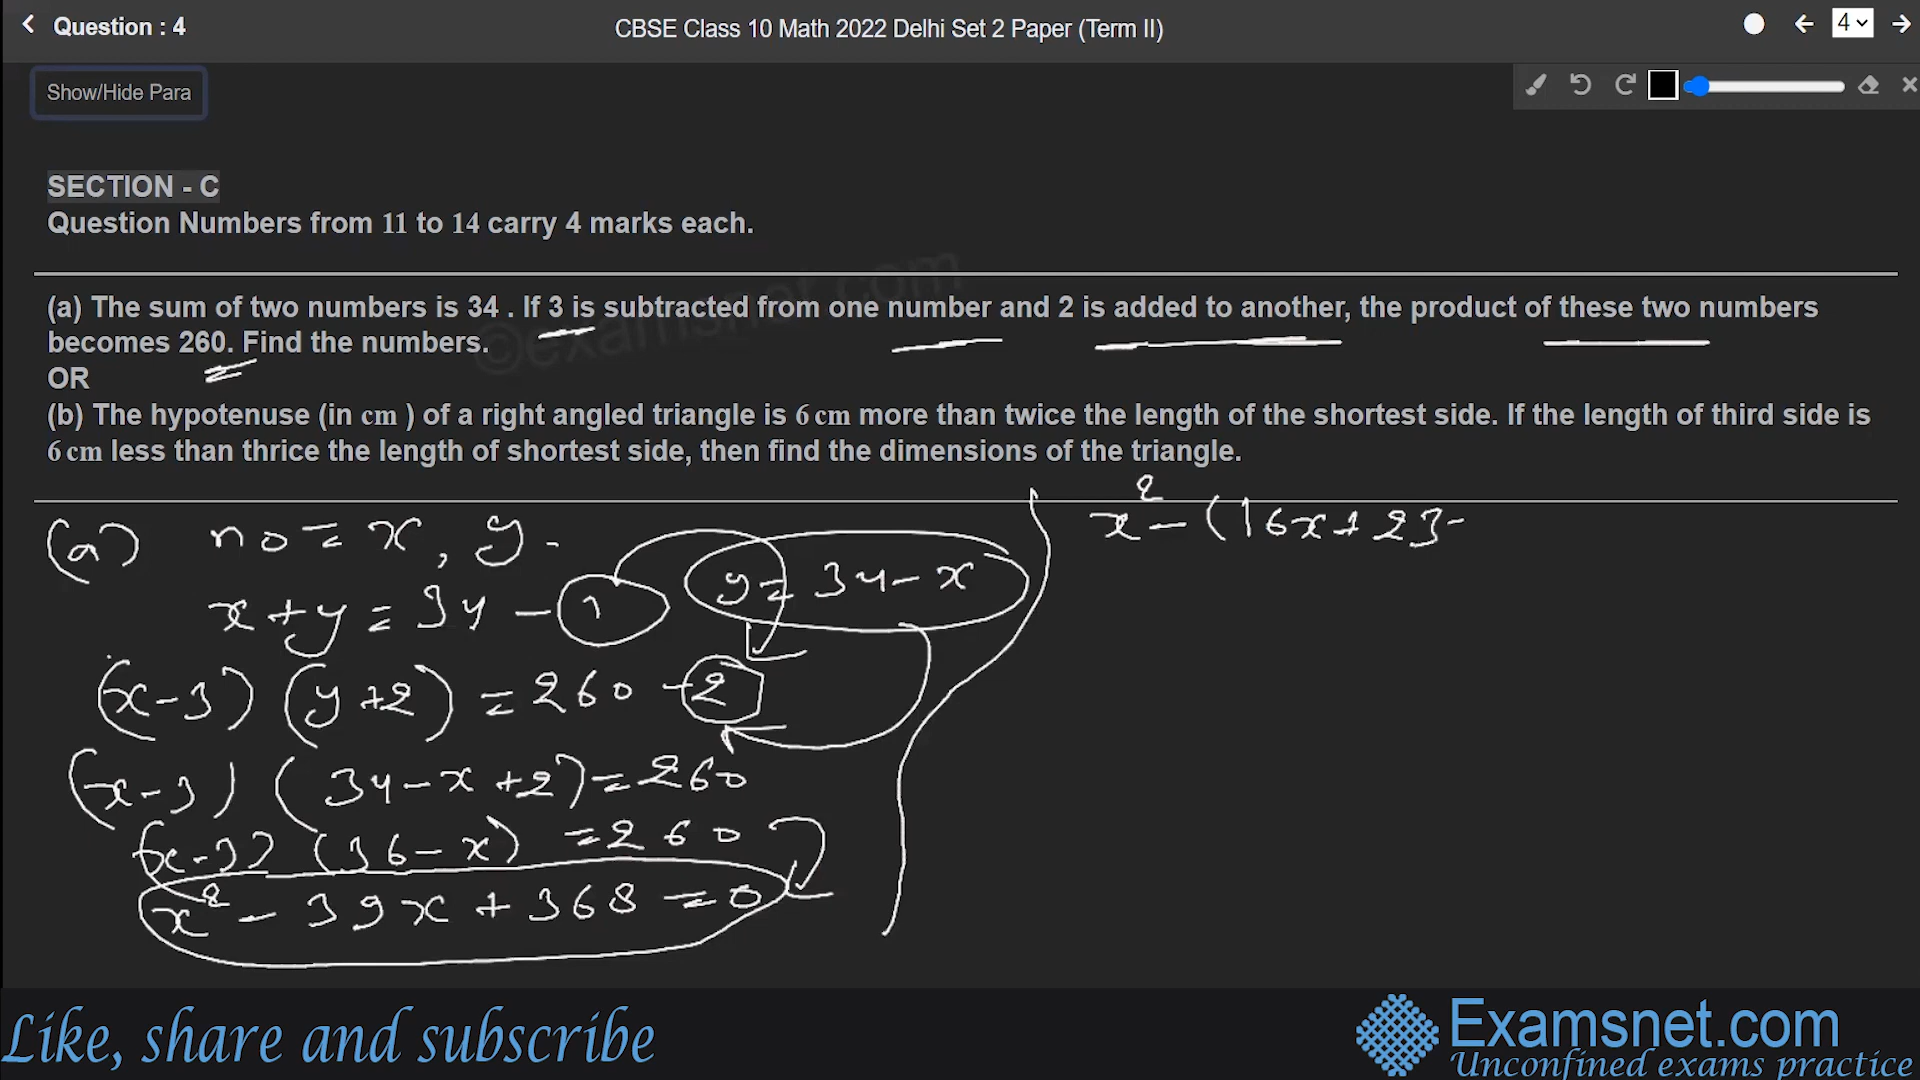 Question : 4
CBSE Class 10 Math 2022 Delhi Set 2 Paper (Term II)
4
Show/Hide Para
SECTION - C
Question Numbers from 11 to 14 carry 4 marks each.
©examsnet.com
(a) The sum of two numbers is 34 . If 3 is subtracted from one number and 2 is added to another, the product of these two numbers
becomes 260. Find the numbers.
OR
(b) The hypotenuse (in cm ) of a right angled triangle is 6 cm more than twice the length of the shortest side. If the length of third side is
6 cm less than thrice the length of shortest side, then find the dimensions of the triangle.
(a) no = x, y.
x + y = 34 - 1
y = 34 - x
(x-3) (y+2) = 260 - 2
(x-3) (34-x+2) = 260
(x-3) (36-x) = 260
x² - 39x + 368 = 0
x² - (16x + 23
Like, share and subscribe
Examsnet.com
Unconfined exams practice